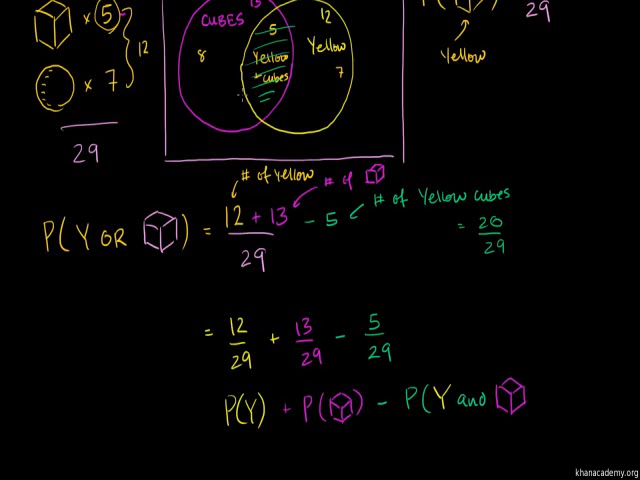 13
CUBES
12
× 5
12
5
Yellow
cubes
Yellow
8
7
× 7
29
29
Yellow
# of Yellow
# of
# of Yellow cubes
P(Y OR ) = 12 + 13 - 5
29
= 20
29
= 12/29 + 13/29 - 5/29
P(Y) + P( ) - P(Y and
khanacademy.org